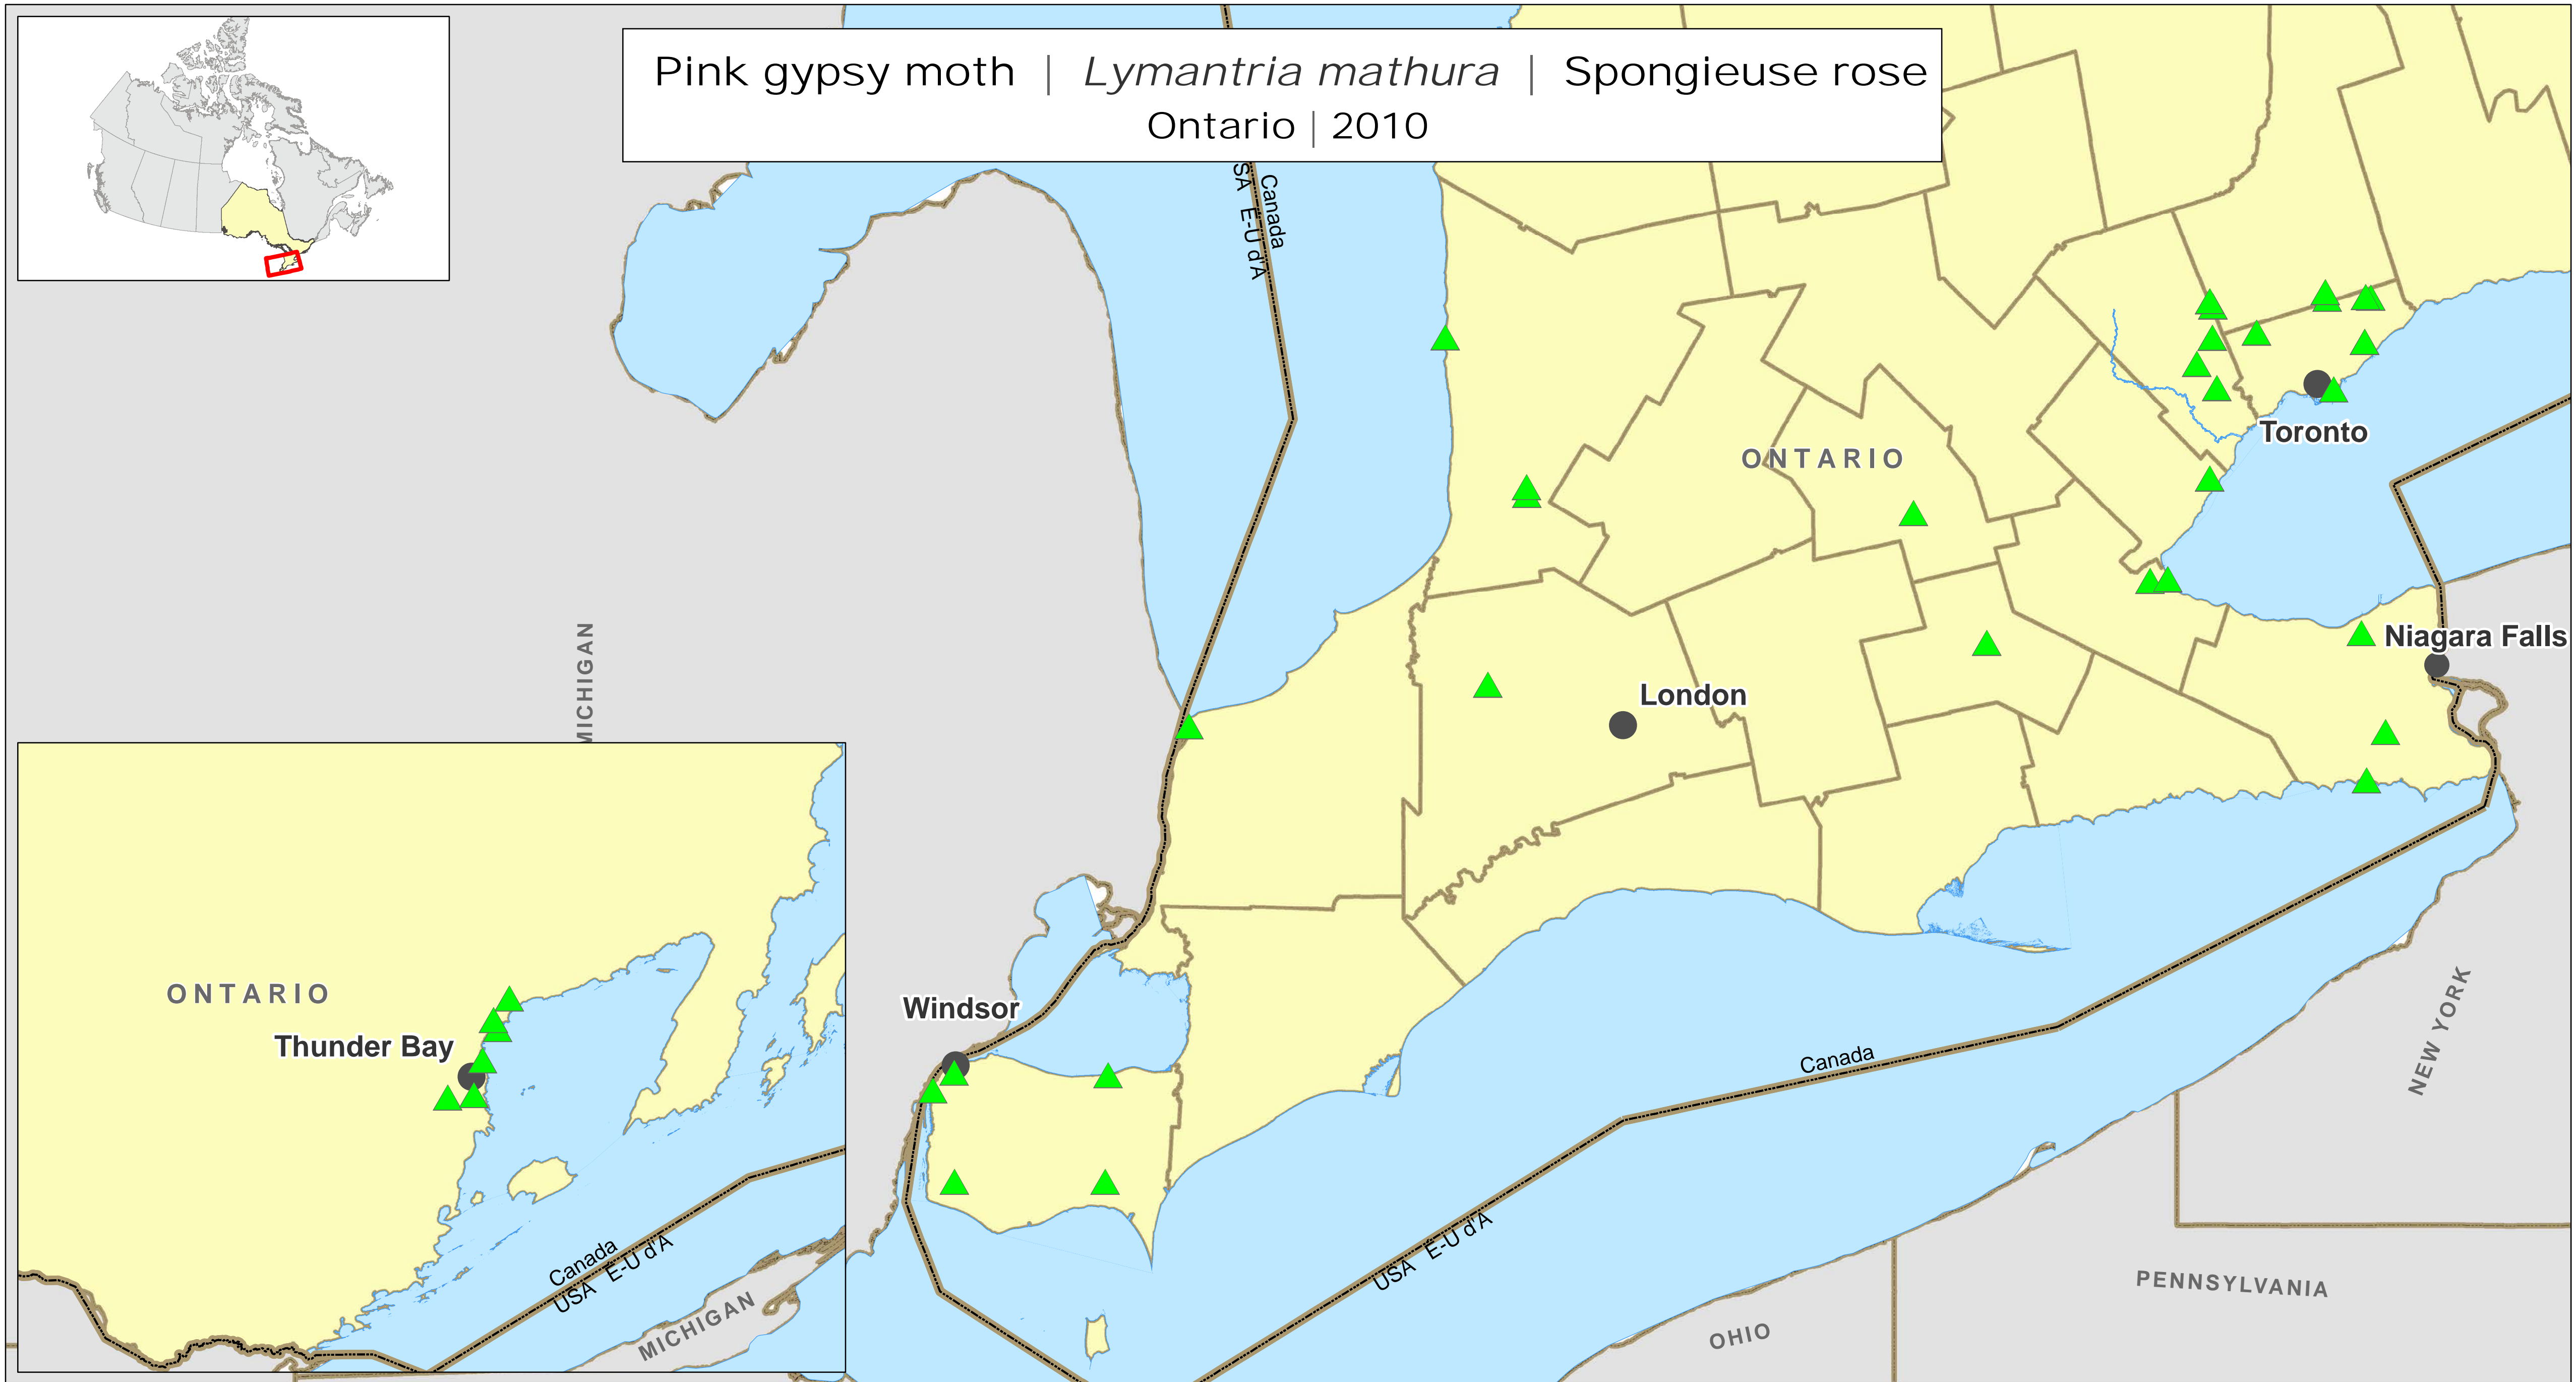 Pink gypsy moth | Lymantria mathura | Spongieuse rose
Ontario | 2010
Canada
SA E-U d'A
ONTARIO
Toronto
Niagara Falls
London
MICHIGAN
Windsor
ONTARIO
Thunder Bay
Canada
USA E-U d'A
MICHIGAN
Canada
USA E-U d'A
NEW YORK
PENNSYLVANIA
OHIO